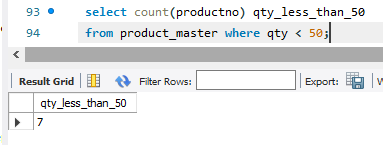 93 select count(productno) qty_less_than_50
94 from product_master where qty < 50;
Result Grid Filter Rows: Export:
qty_less_than_50
7